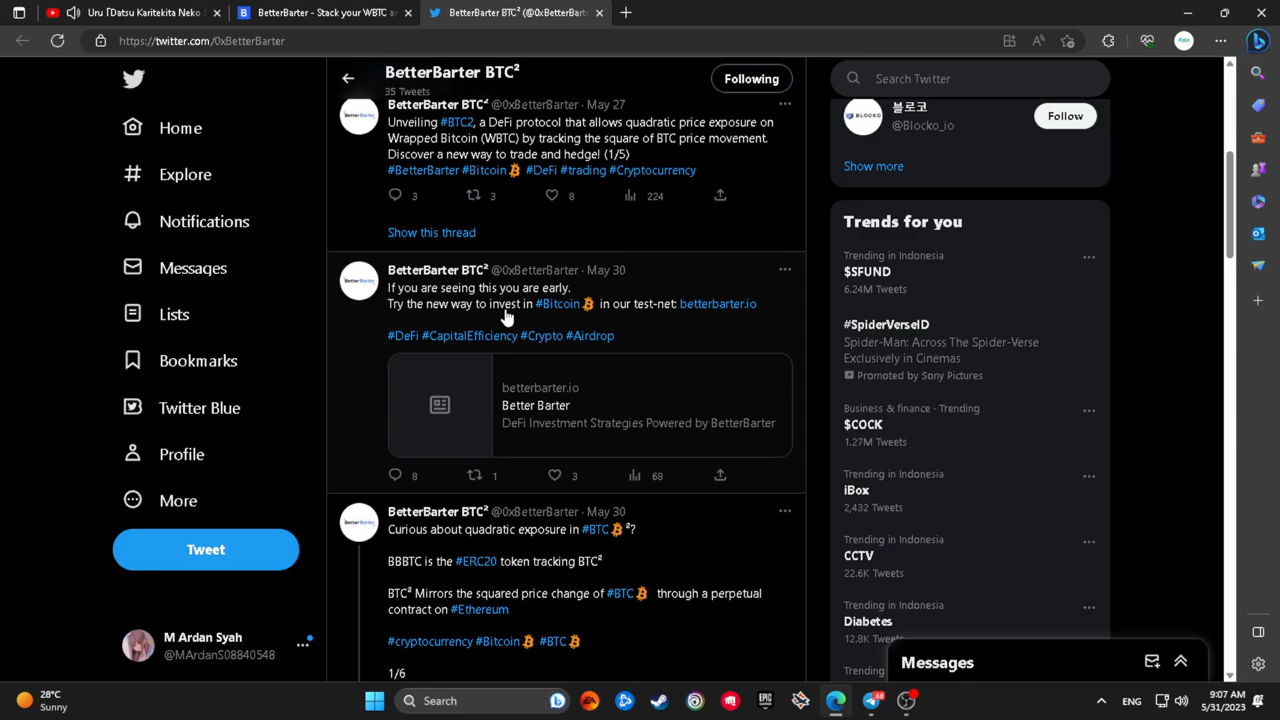 Uru『Datsu Karitekita Neko
BetterBarter - Stack your WBTC ar
BetterBarter BTC² (@0xBetterBart
https://twitter.com/0xBetterBarter
BetterBarter BTC²
35 Tweets
Following
Search Twitter
Home
Explore
Notifications
Messages
Lists
Bookmarks
Twitter Blue
Profile
More
Tweet
M Ardan Syah
@MArdanS08840548
BetterBarter BTC² @0xBetterBarter · May 27
Unveiling #BTC2, a DeFi protocol that allows quadratic price exposure on
Wrapped Bitcoin (WBTC) by tracking the square of BTC price movement.
Discover a new way to trade and hedge! (1/5)
#BetterBarter #Bitcoin #DeFi #trading #Cryptocurrency
3 3 8 224
Show this thread
BetterBarter BTC² @0xBetterBarter · May 30
If you are seeing this you are early.
Try the new way to invest in #Bitcoin in our test-net: betterbarter.io
#DeFi #CapitalEfficiency #Crypto #Airdrop
betterbarter.io
Better Barter
DeFi Investment Strategies Powered by BetterBarter
8 1 3 68
BetterBarter BTC² @0xBetterBarter · May 30
Curious about quadratic exposure in #BTC ²?
BBBTC is the #ERC20 token tracking BTC²
BTC² Mirrors the squared price change of #BTC through a perpetual
contract on #Ethereum
#cryptocurrency #Bitcoin #BTC
1/6
블로코
@Blocko_io
Follow
Show more
Trends for you
Trending in Indonesia
$SFUND
6.24M Tweets
#SpiderVerseID
Spider-Man: Across The Spider-Verse
Exclusively in Cinemas
Promoted by Sony Pictures
Business & finance · Trending
$COCK
1.27M Tweets
Trending in Indonesia
iBox
2,432 Tweets
Trending in Indonesia
CCTV
22.6K Tweets
Trending in Indonesia
Diabetes
12.8K Tweets
Trending
Messages
28°C
Sunny
Search
ENG
9:07 AM
5/31/2023